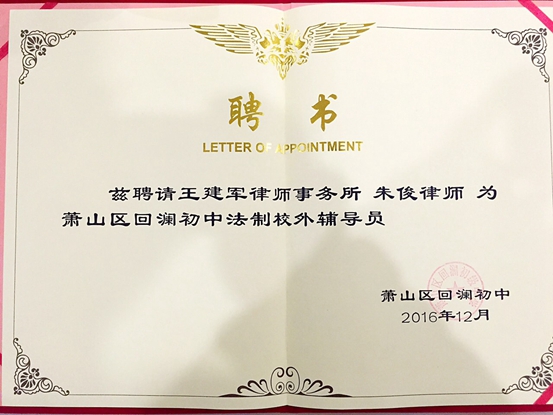 聘书
LETTER OF APPOINTMENT
兹聘请王建军律师事务所 朱俊律师 为
萧山区回澜初中法制校外辅导员
萧山区回澜初中
2016年12月